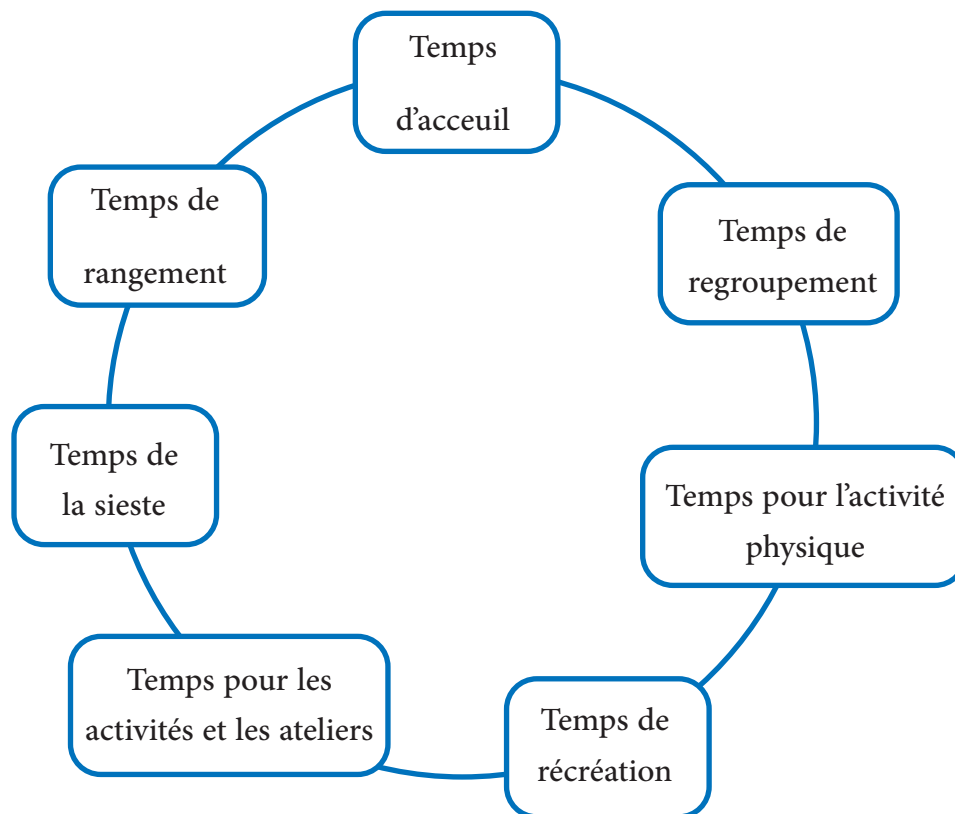 Temps
d’acceuil
Temps de
regroupement
Temps pour l’activité
physique
Temps de
récréation
Temps pour les
activités et les ateliers
Temps de
la sieste
Temps de
rangement